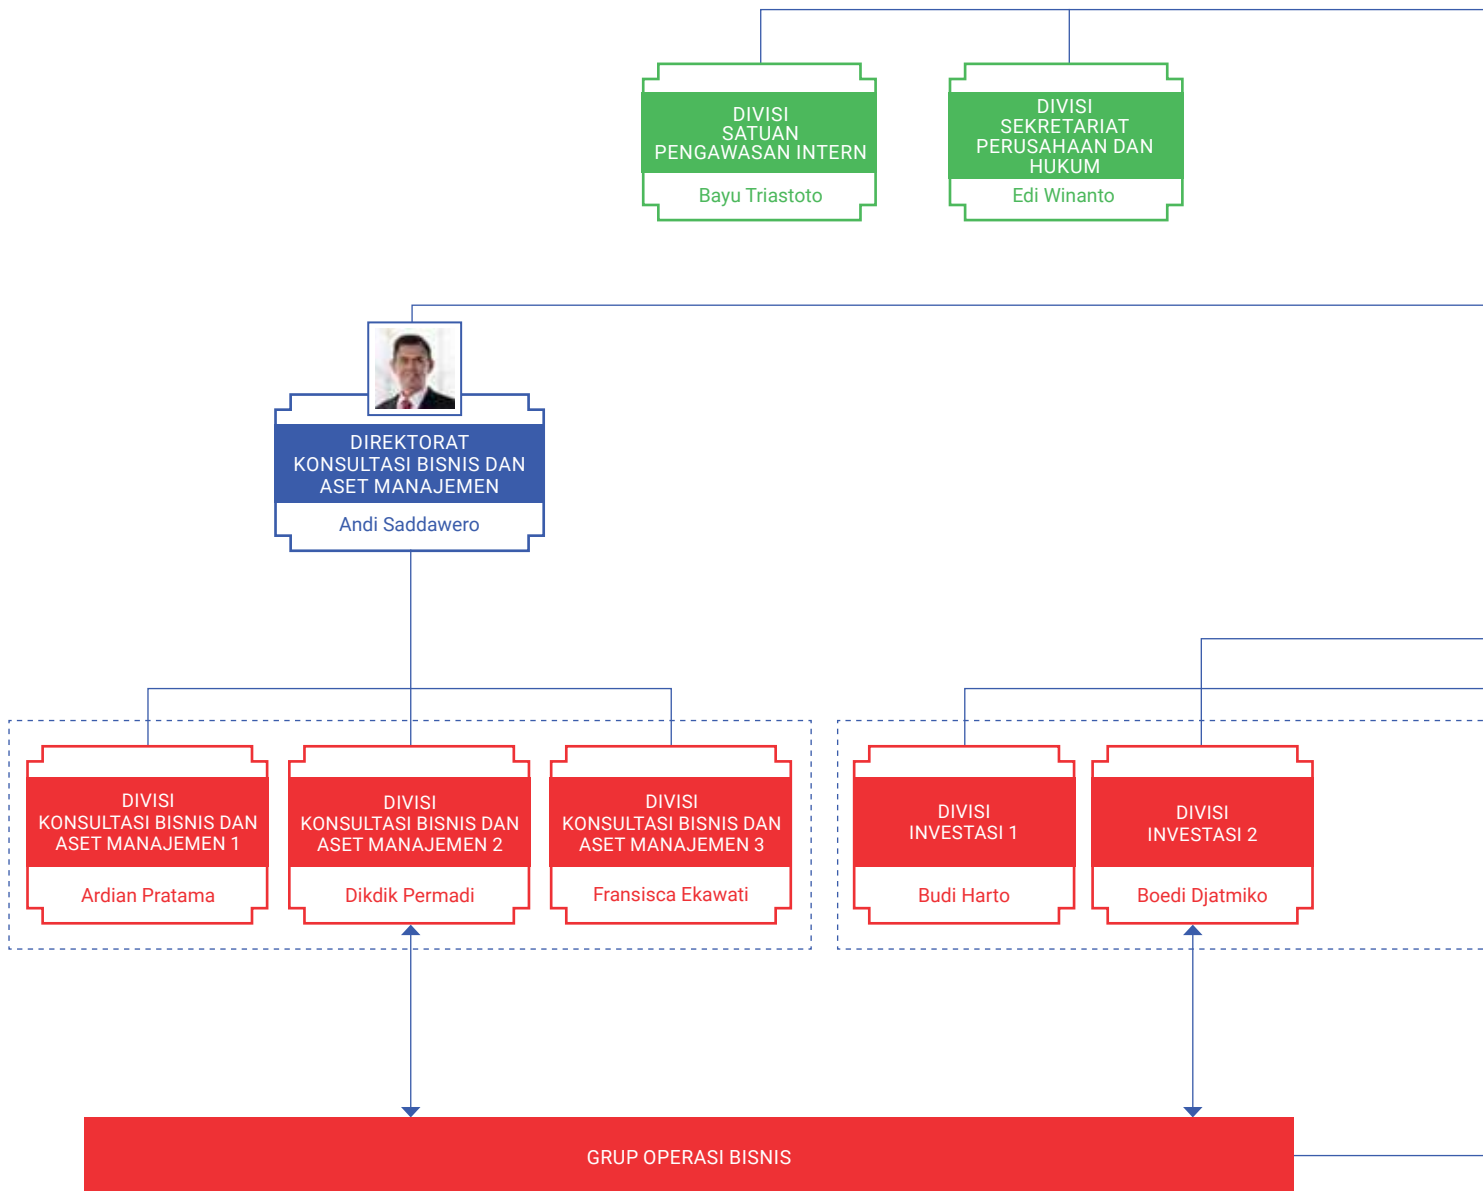 DIVISI
SATUAN
PENGAWASAN INTERN
Bayu Triastoto
DIVISI
SEKRETARIAT
PERUSAHAAN DAN
HUKUM
Edi Winanto
DIREKTORAT
KONSULTASI BISNIS DAN
ASET MANAJEMEN
Andi Saddawero
DIVISI
KONSULTASI BISNIS DAN
ASET MANAJEMEN 1
Ardian Pratama
DIVISI
KONSULTASI BISNIS DAN
ASET MANAJEMEN 2
Dikdik Permadi
DIVISI
KONSULTASI BISNIS DAN
ASET MANAJEMEN 3
Fransisca Ekawati
DIVISI
INVESTASI 1
Budi Harto
DIVISI
INVESTASI 2
Boedi Djatmiko
GRUP OPERASI BISNIS